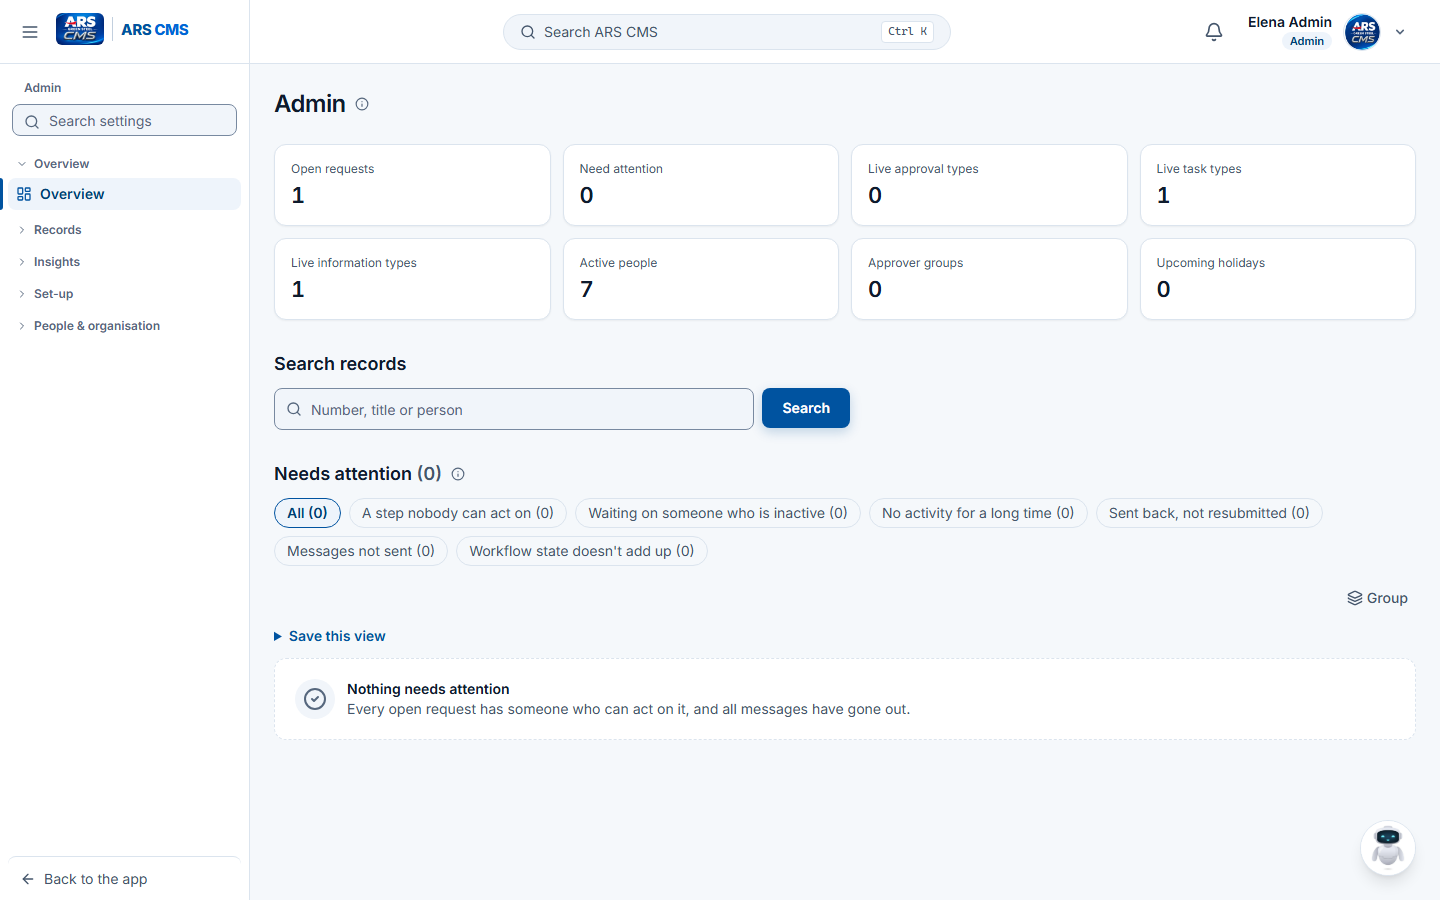 ARS
GREEN STEEL
CMS
ARS CMS
Search ARS CMS
Ctrl K
Elena Admin
Admin
ARS
CMS
Admin
Search settings
Overview
Overview
Records
Insights
Set-up
People & organisation
Back to the app
Admin
Open requests
1
Need attention
0
Live approval types
0
Live task types
1
Live information types
1
Active people
7
Approver groups
0
Upcoming holidays
0
Search records
Number, title or person
Search
Needs attention (0)
All (0)
A step nobody can act on (0)
Waiting on someone who is inactive (0)
No activity for a long time (0)
Sent back, not resubmitted (0)
Messages not sent (0)
Workflow state doesn't add up (0)
Group
Save this view
Nothing needs attention
Every open request has someone who can act on it, and all messages have gone out.